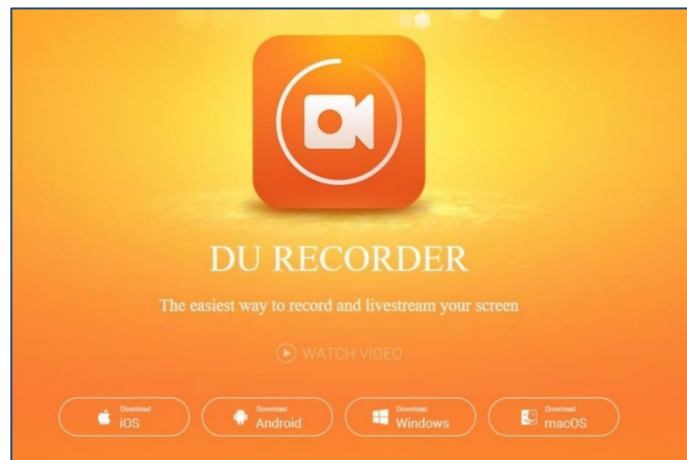 DU RECORDER
The easiest way to record and livestream your screen
WATCH VIDEO
Download
iOS
Download
Android
Download
Windows
Download
macOS